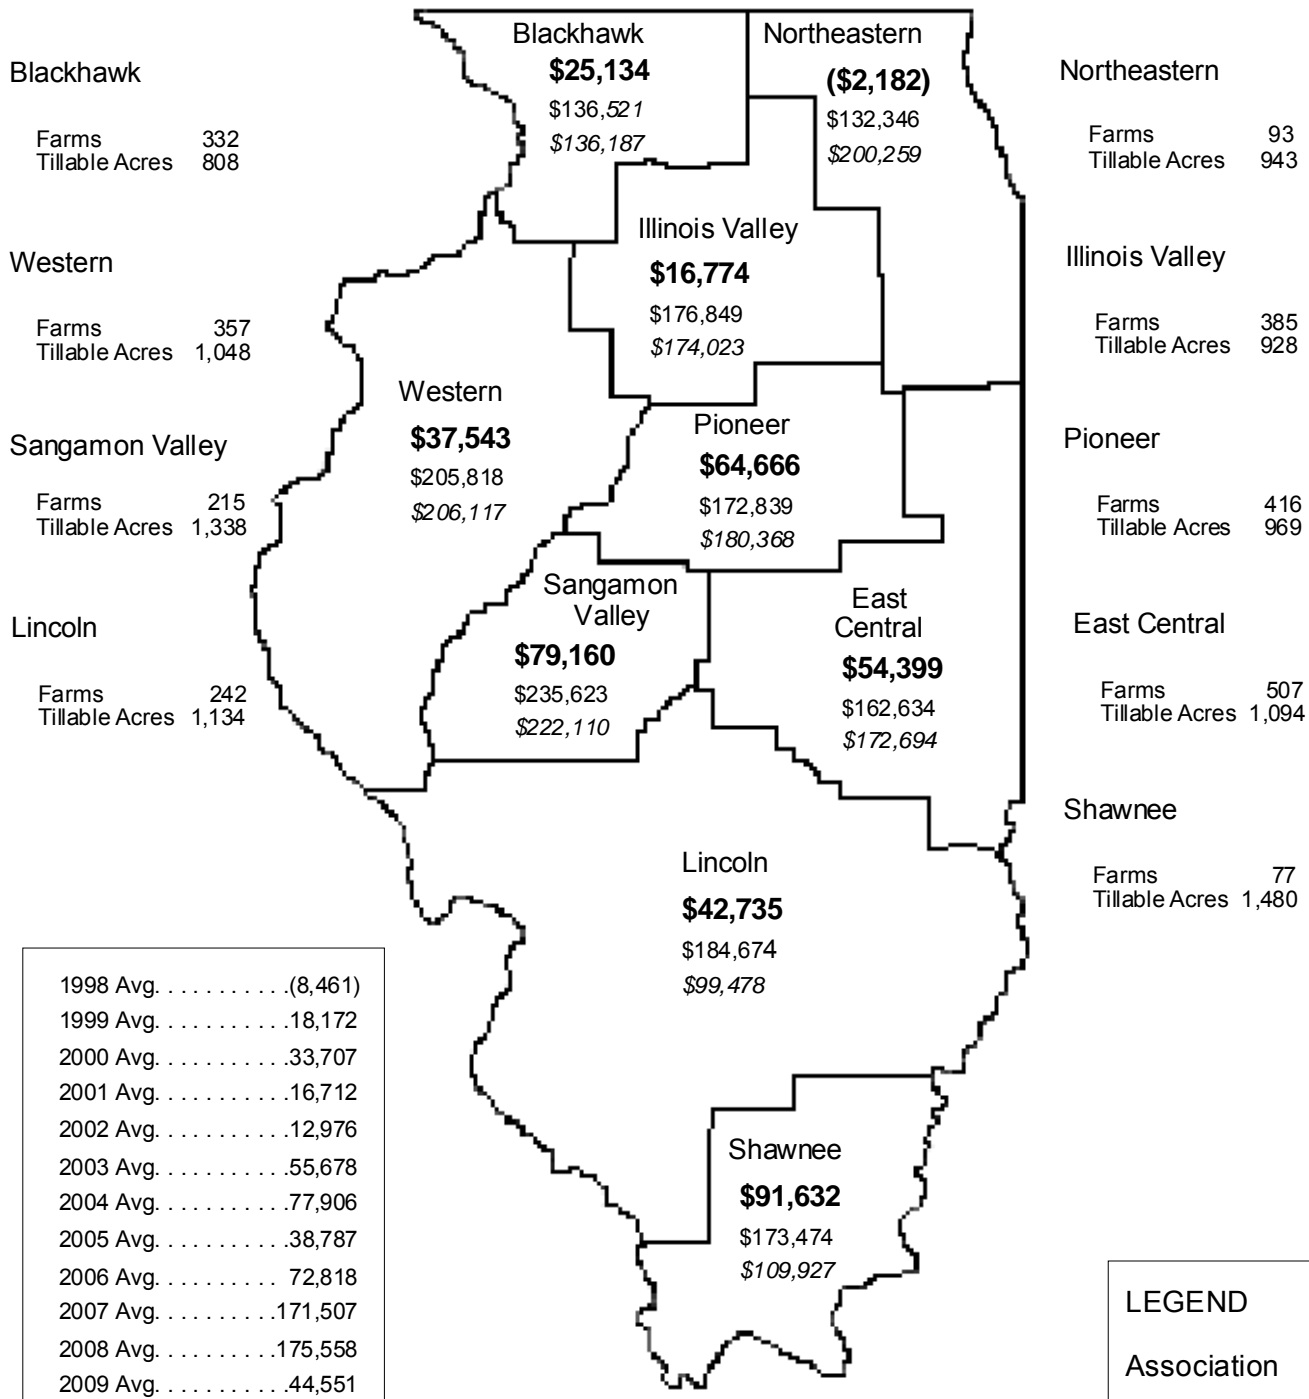 Blackhawk
Farms 332
Tillable Acres 808
Western
Farms 357
Tillable Acres 1,048
Sangamon Valley
Farms 215
Tillable Acres 1,338
Lincoln
Farms 242
Tillable Acres 1,134
Blackhawk
$25,134
$136,521
$136,187
Northeastern
($2,182)
$132,346
$200,259
Illinois Valley
$16,774
$176,849
$174,023
Western
$37,543
$205,818
$206,117
Pioneer
$64,666
$172,839
$180,368
Sangamon
Valley
$79,160
$235,623
$222,110
East
Central
$54,399
$162,634
$172,694
Lincoln
$42,735
$184,674
$99,478
Shawnee
$91,632
$173,474
$109,927
Northeastern
Farms 93
Tillable Acres 943
Illinois Valley
Farms 385
Tillable Acres 928
Pioneer
Farms 416
Tillable Acres 969
East Central
Farms 507
Tillable Acres 1,094
Shawnee
Farms 77
Tillable Acres 1,480
1998 Avg. . . . . . . . . . .(8,461)
1999 Avg. . . . . . . . . . .18,172
2000 Avg. . . . . . . . . . .33,707
2001 Avg. . . . . . . . . . .16,712
2002 Avg. . . . . . . . . . .12,976
2003 Avg. . . . . . . . . . .55,678
2004 Avg. . . . . . . . . . .77,906
2005 Avg. . . . . . . . . . .38,787
2006 Avg. . . . . . . . . . 72,818
2007 Avg. . . . . . . . . .171,507
2008 Avg. . . . . . . . . .175,558
2009 Avg. . . . . . . . . . .44,551
LEGEND
Association